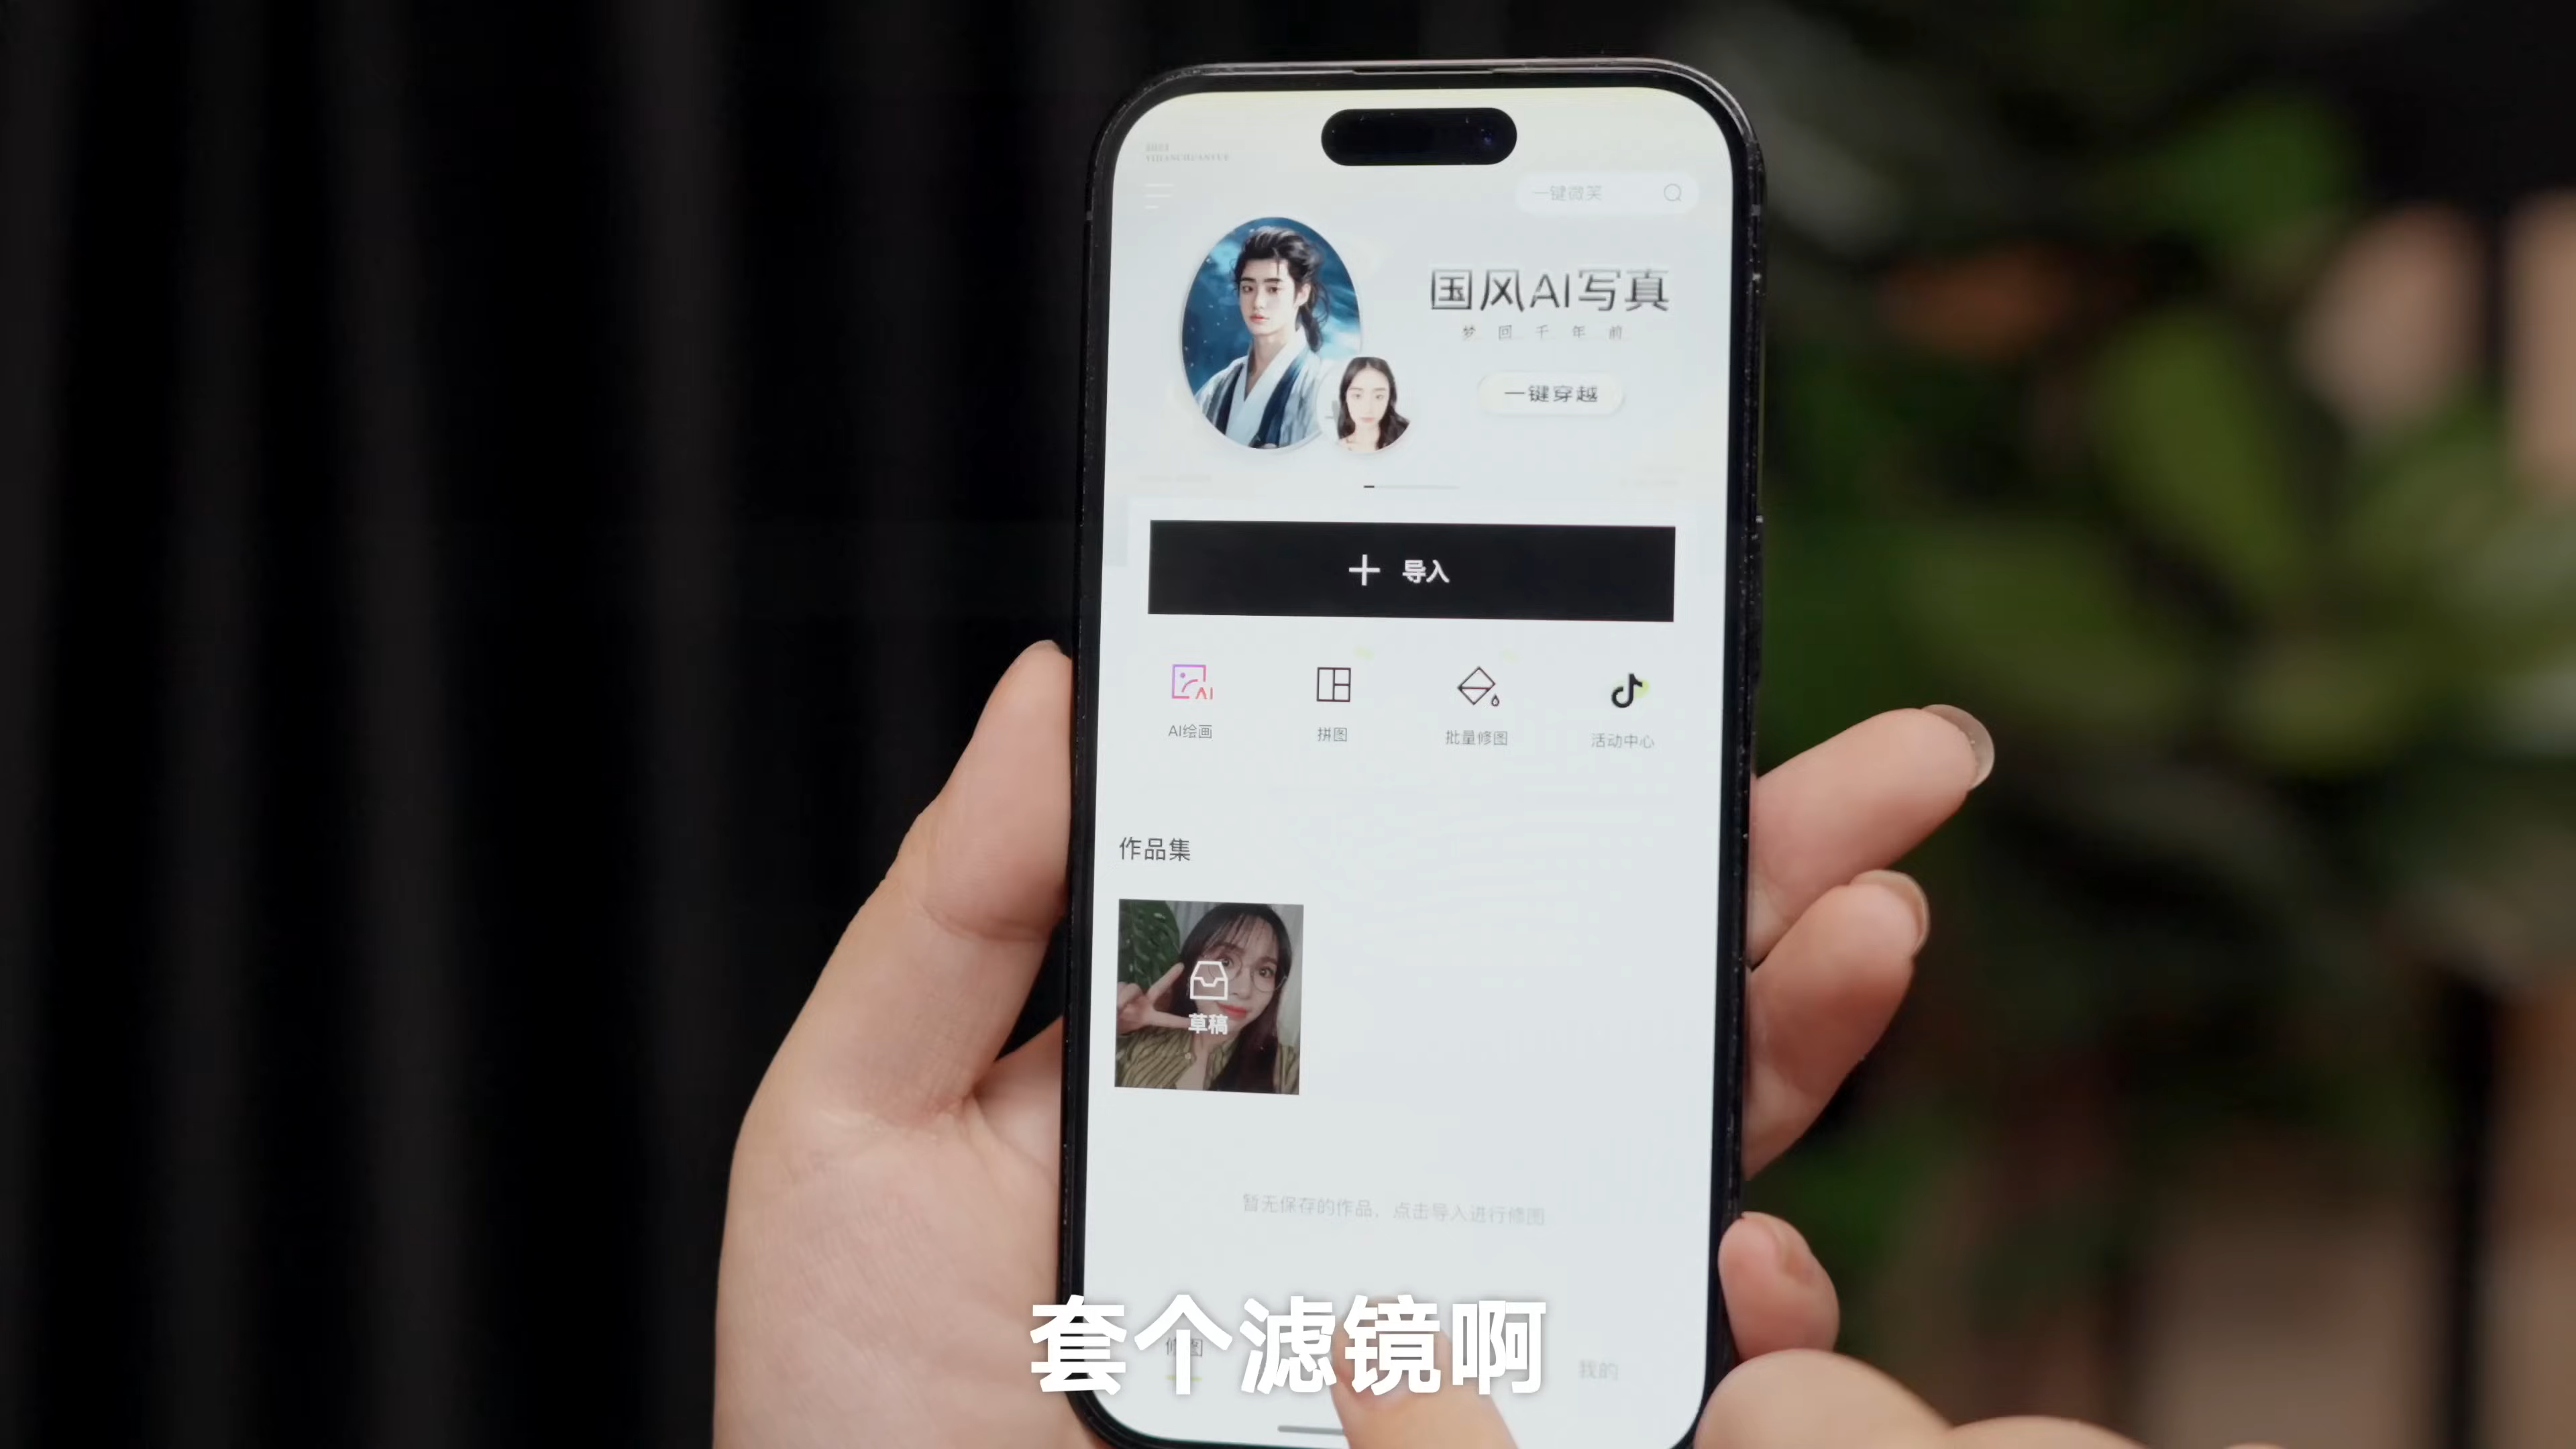 一键微笑
国风AI写真
梦 回 千 年 前
一键穿越
导入
AI绘画
拼图
批量修图
活动中心
作品集
草稿
暂无保存的作品，点击导入进行修图
套个滤镜啊
我的